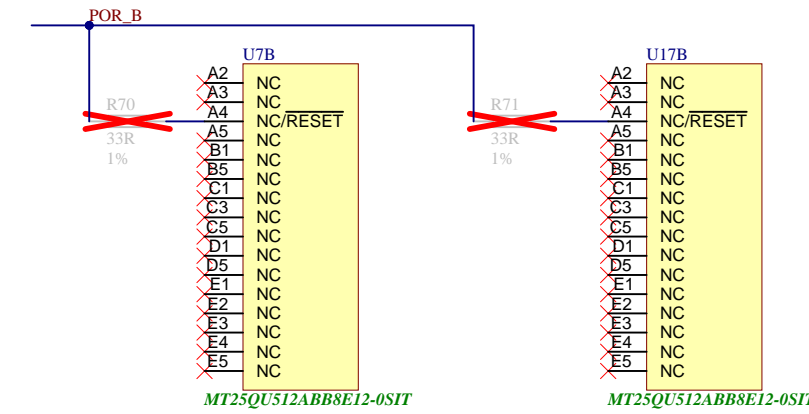 POR_B
U7B
U17B
A2 NC
A3 NC
A4 NC/RESET
A5 NC
B1 NC
B5 NC
C1 NC
C3 NC
C5 NC
D1 NC
D5 NC
E1 NC
E2 NC
E3 NC
E4 NC
E5 NC
R70
33R
1%
MT25QU512ABB8E12-0SIT
A2 NC
A3 NC
A4 NC/RESET
A5 NC
B1 NC
B5 NC
C1 NC
C3 NC
C5 NC
D1 NC
D5 NC
E1 NC
E2 NC
E3 NC
E4 NC
E5 NC
R71
33R
1%
MT25QU512ABB8E12-0SIT